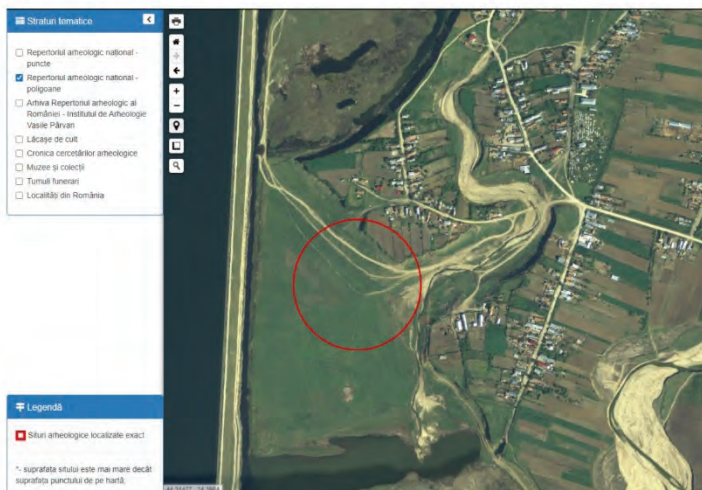 Straturi tematice
Repertoriul arheologic național -
puncte
Repertoriul arheologic național -
poligoane
Arhiva Repertoriul arheologic al
României - Institutul de Arheologie
Vasile Pârvan
Lăcașe de cult
Cronica cercetărilor arheologice
Muzee și colecții
Tumuli funerari
Localități din România
Legendă
Situri arheologice localizate exact
*- suprafața sitului este mai mare decât
suprafața punctului de pe hartă.